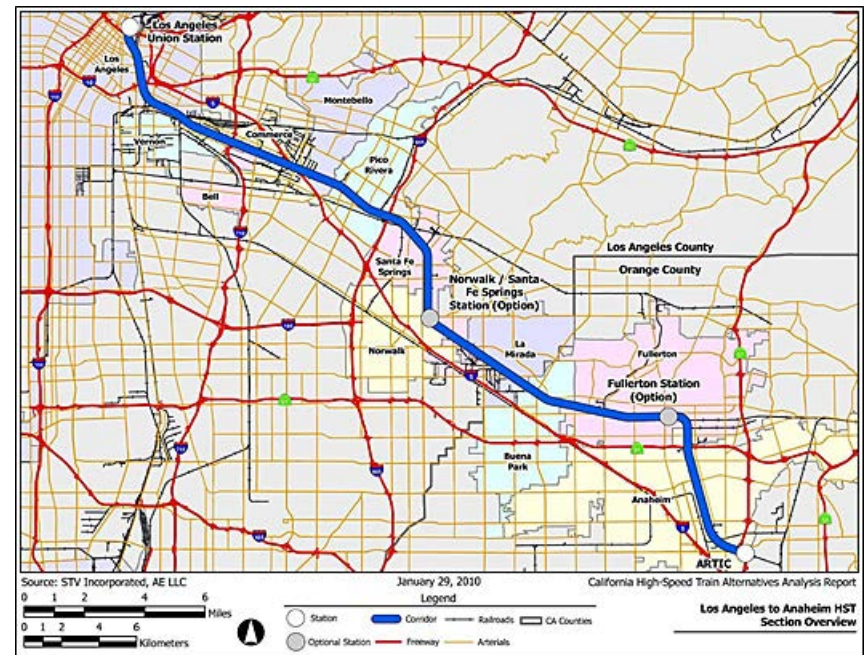 Los Angeles
Union Station
Los
Angeles
Montebello
Commerce
Vernon
Pico
Rivera
Bell
Los Angeles County
Orange County
Santa Fe
Springs
Norwalk / Santa
Fe Springs
Station (Option)
Norwalk
La
Mirada
Fullerton
Fullerton Station
(Option)
Buena
Park
Anaheim
ARTIC
Source: STV Incorporated, AE LLC
January 29, 2010
California High-Speed Train Alternatives Analysis Report
0 1 2 4 6
Miles
0 1 2 4 6
Kilometers
Legend
Station
Corridor
Railroads
CA Counties
Optional Station
Freeway
Arterials
Los Angeles to Anaheim HST
Section Overview